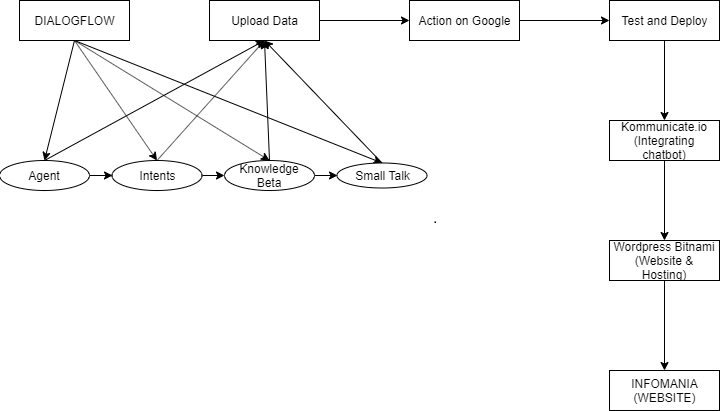 DIALOGFLOW
Upload Data
Action on Google
Test and Deploy
Agent
Intents
Knowledge
Beta
Small Talk
Kommunicate.io
(Integrating
chatbot)
.
Wordpress Bitnami
(Website &
Hosting)
INFOMANIA
(WEBSITE)